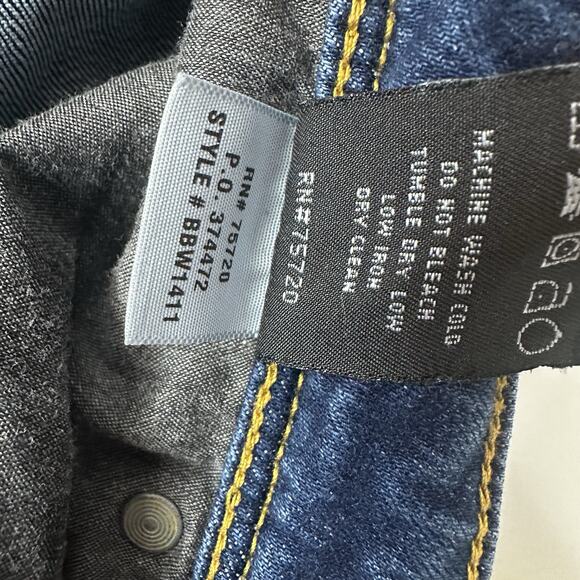 RN# 75720
P.O. 374472
STYLE # BBW1411
MACHINE WASH COLD
DO NOT BLEACH
TUMBLE DRY LOW
LOW IRON
DRY CLEAN
RN#75720